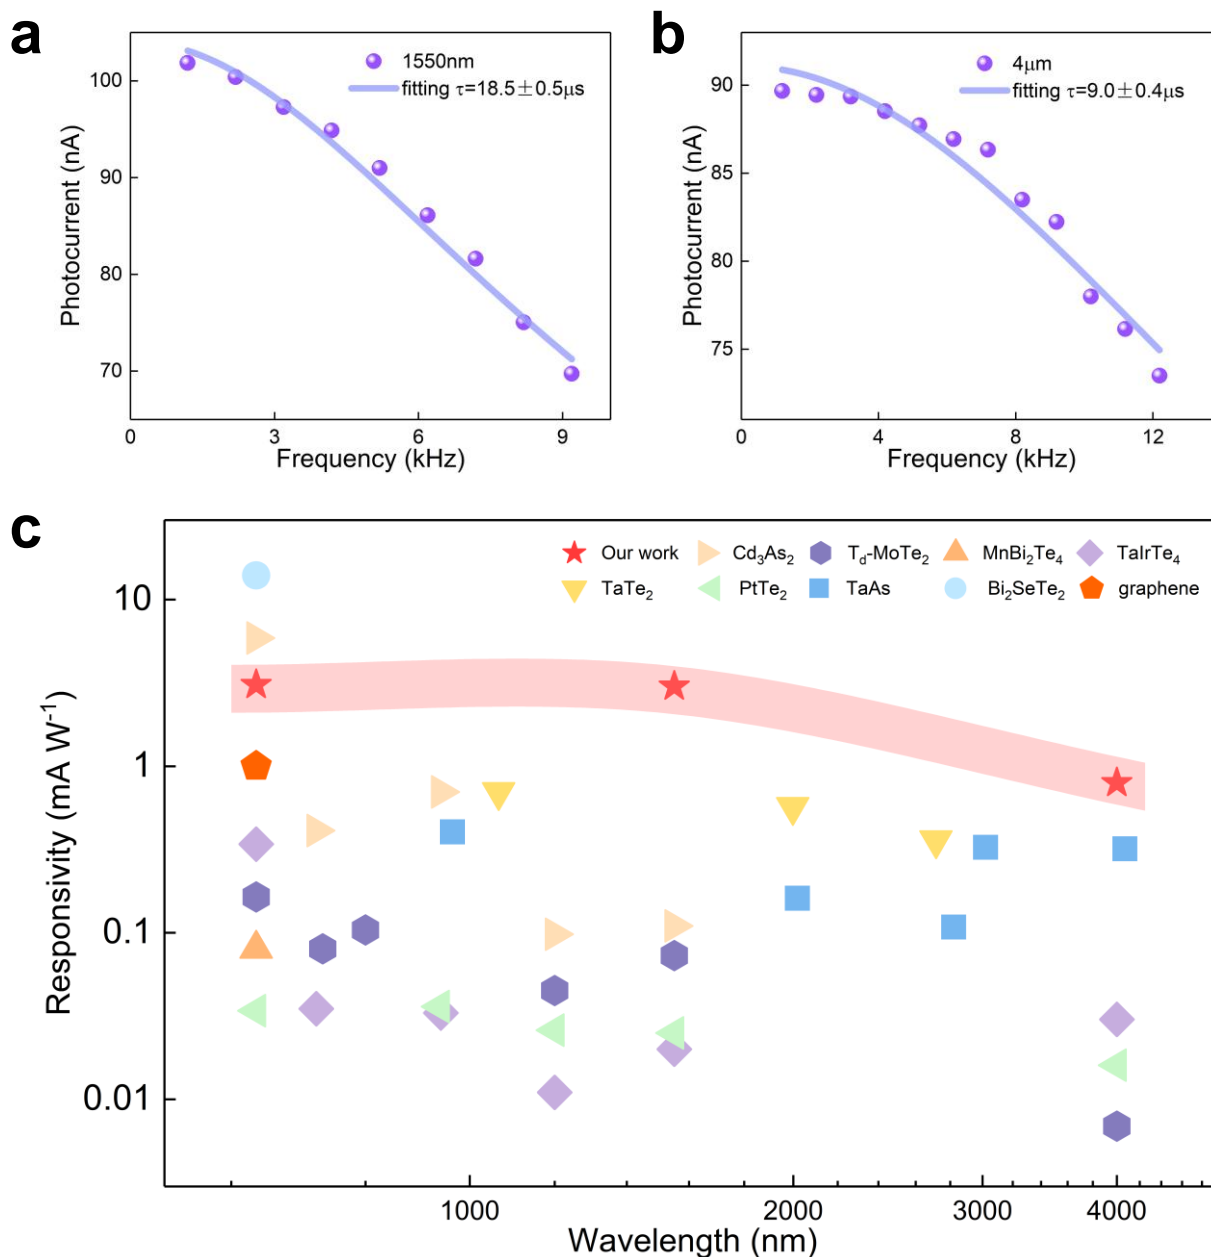 a
1550nm
fitting τ=18.5±0.5μs
100
90
80
70
0
3
6
9
Photocurrent (nA)
Frequency (kHz)
b
4μm
fitting τ=9.0±0.4μs
90
85
80
75
0
4
8
12
Photocurrent (nA)
Frequency (kHz)
c
Our work
Cd₃As₂
T_d-MoTe₂
MnBi₂Te₄
TaIrTe₄
TaTe₂
PtTe₂
TaAs
Bi₂SeTe₂
graphene
10
1
0.1
0.01
Responsivity (mA W⁻¹)
1000
2000
3000
4000
Wavelength (nm)